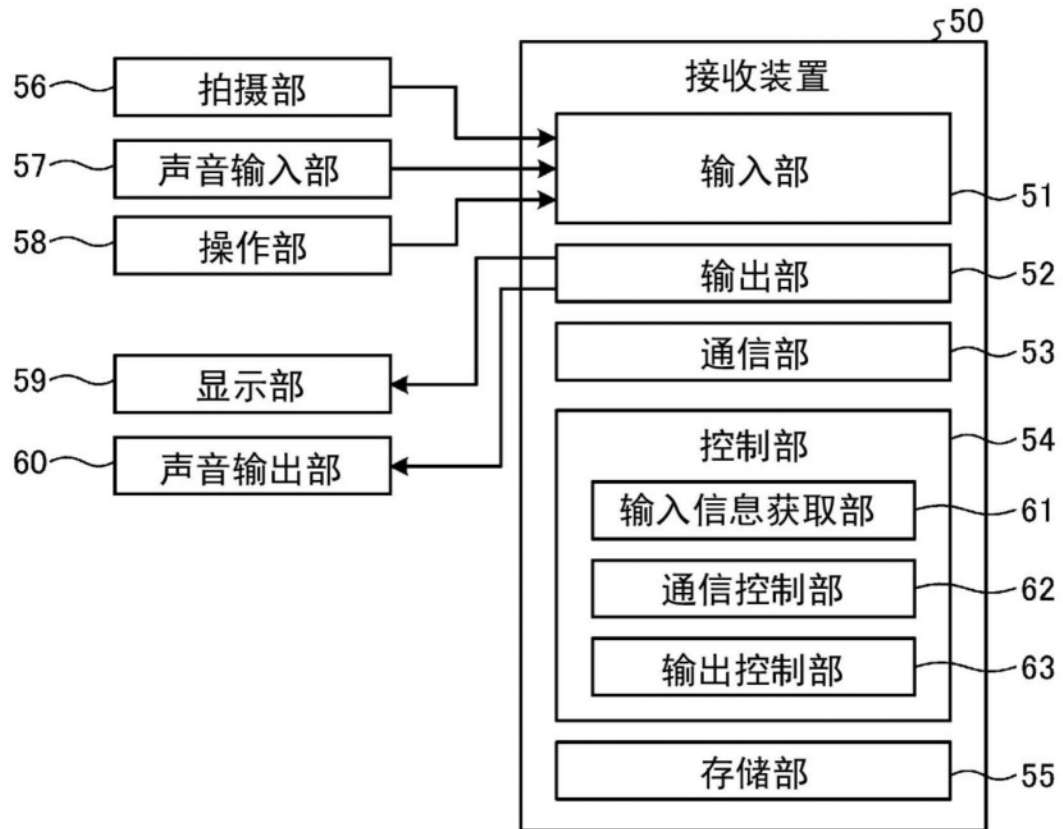 50
接收装置
56
拍摄部
57
声音输入部
58
操作部
输入部
51
输出部
52
通信部
53
59
显示部
60
声音输出部
控制部
54
输入信息获取部
61
通信控制部
62
输出控制部
63
存储部
55